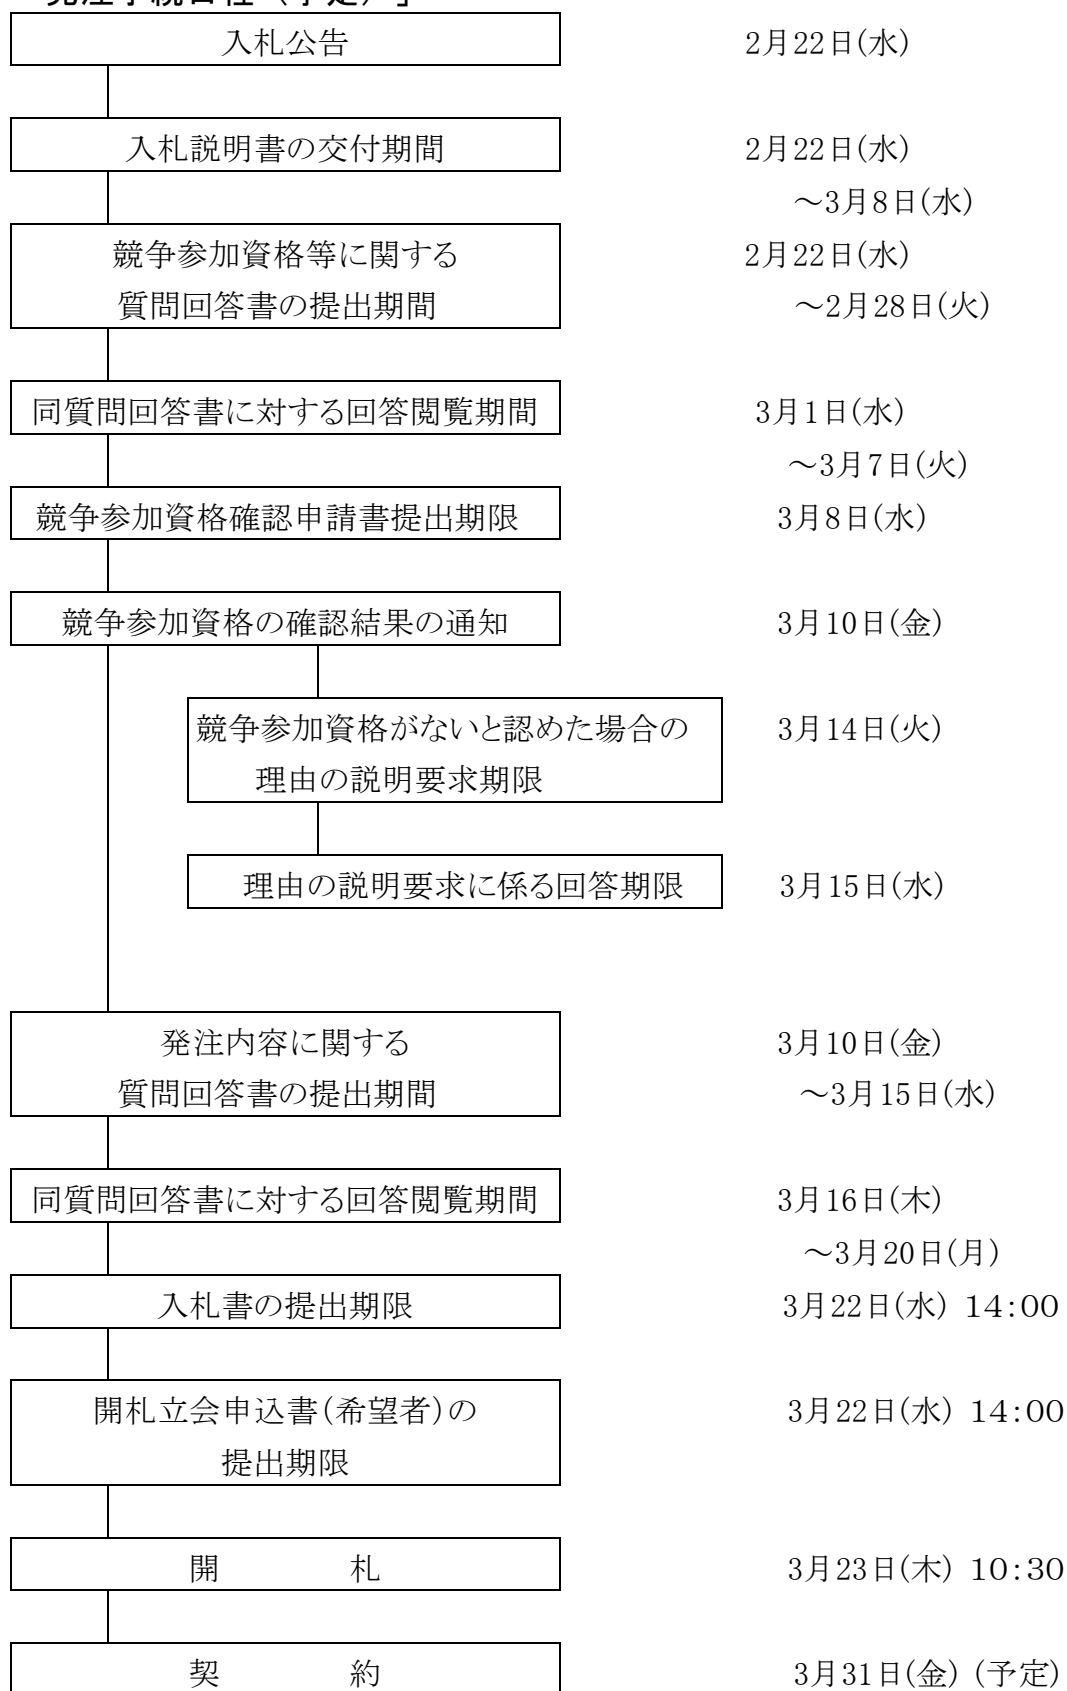 入札公告 2月22日(水)
入札説明書の交付期間 2月22日(水)
～3月8日(水)
競争参加資格等に関する 2月22日(水)
質問回答書の提出期間 ～2月28日(火)
同質問回答書に対する回答閲覧期間 3月1日(水)
～3月7日(火)
競争参加資格確認申請書提出期限 3月8日(水)
競争参加資格の確認結果の通知 3月10日(金)
競争参加資格がないと認めた場合の 3月14日(火)
理由の説明要求期限
理由の説明要求に係る回答期限 3月15日(水)
発注内容に関する 3月10日(金)
質問回答書の提出期間 ～3月15日(水)
同質問回答書に対する回答閲覧期間 3月16日(木)
～3月20日(月)
入札書の提出期限 3月22日(水) 14:00
開札立会申込書(希望者)の 3月22日(水) 14:00
提出期限
開　　　　札 3月23日(木) 10:30
契　　　　約 3月31日(金) (予定)